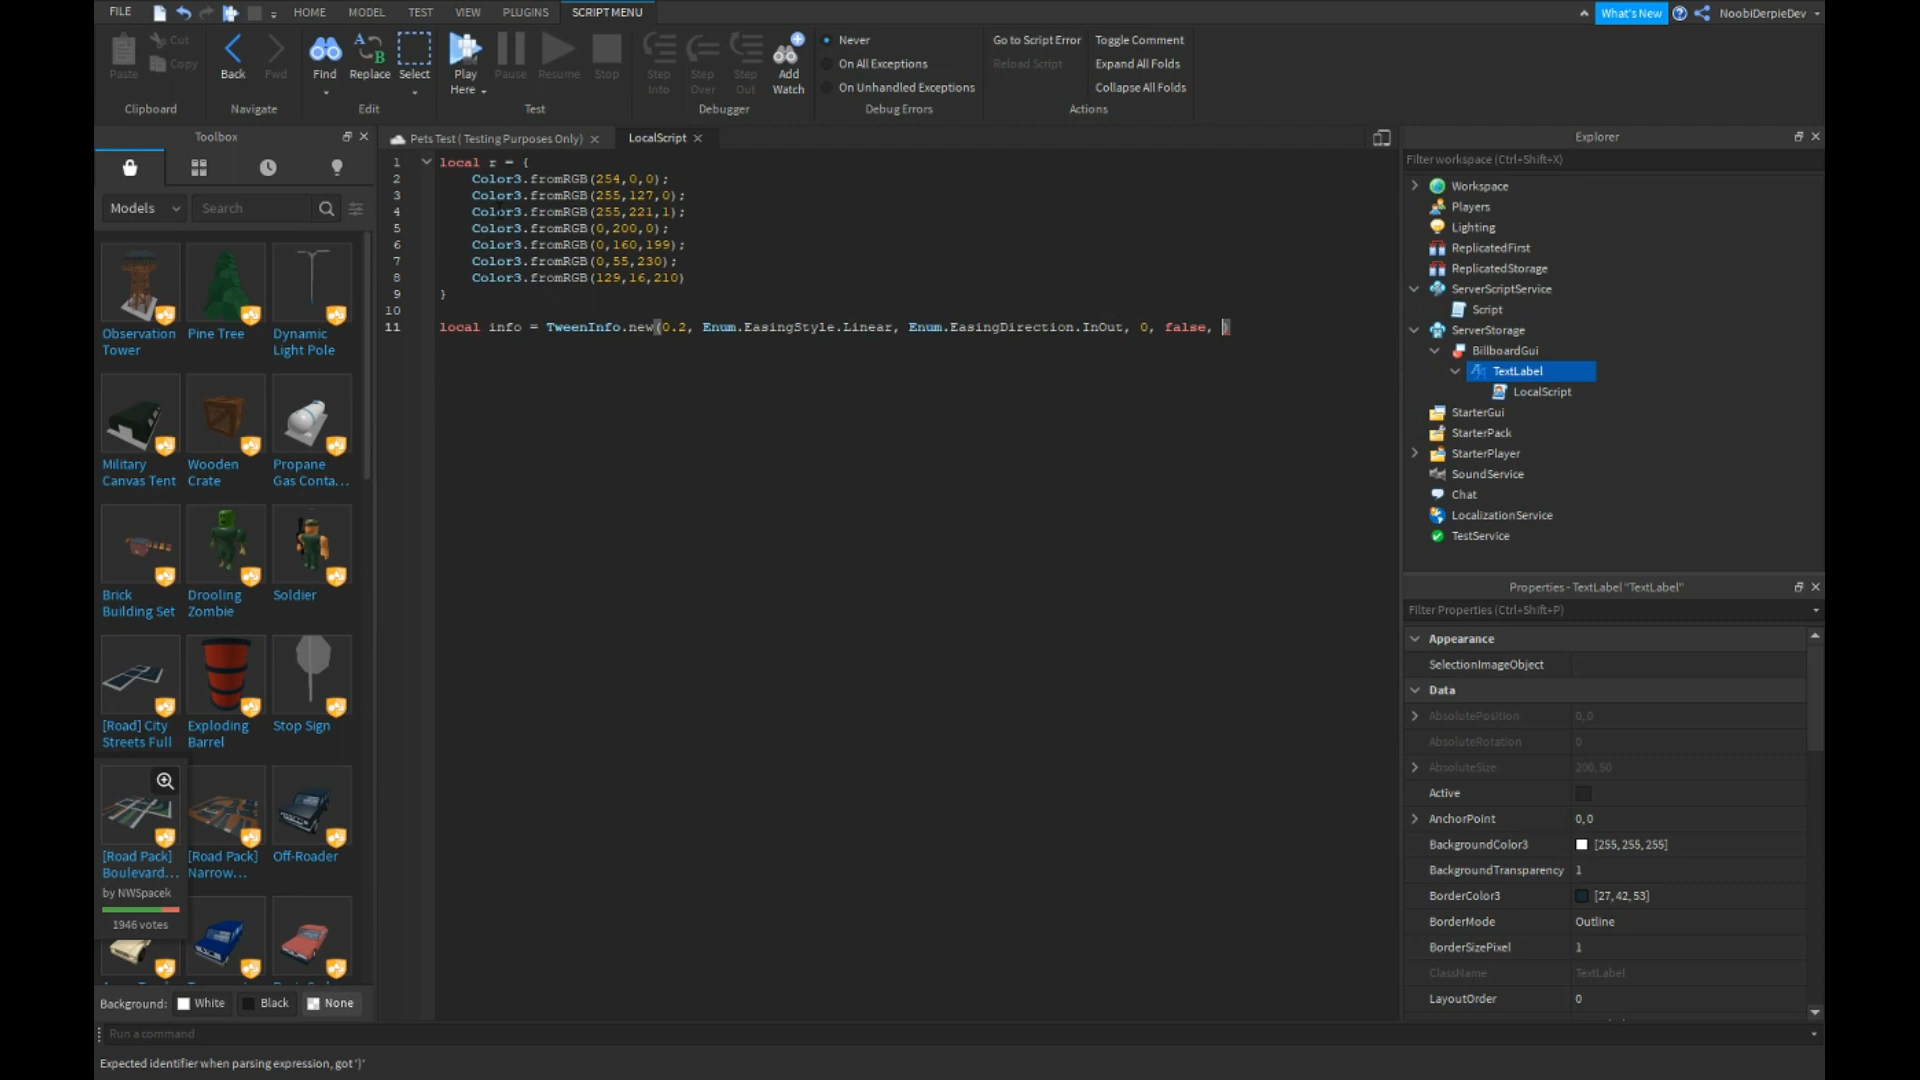 FILE HOME MODEL TEST VIEW PLUGINS SCRIPT MENU What's New NoobiDerpieDev
Paste Cut Copy Back Fwd Find Replace Select Play Here Pause Resume Stop Step Into Step Over Step Out Add Watch
Never Go to Script Error Toggle Comment
On All Exceptions Reload Script Expand All Folds
On Unhandled Exceptions Collapse All Folds
Clipboard Navigate Edit Test Debugger Debug Errors Actions
Toolbox
Models Search
Observation Tower
Pine Tree
Dynamic Light Pole
Military Canvas Tent
Wooden Crate
Propane Gas Conta...
Brick Building Set
Drooling Zombie
Soldier
[Road] City Streets Full
Exploding Barrel
Stop Sign
[Road Pack] Boulevard...
by NWSpacek
1946 votes
[Road Pack] Narrow...
Off-Roader
Background: White Black None
Pets Test ( Testing Purposes Only) LocalScript
1 local r = {
2 Color3.fromRGB(254,0,0);
3 Color3.fromRGB(255,127,0);
4 Color3.fromRGB(255,221,1);
5 Color3.fromRGB(0,200,0);
6 Color3.fromRGB(0,160,199);
7 Color3.fromRGB(0,55,230);
8 Color3.fromRGB(129,16,210)
9 }
10
11 local info = TweenInfo.new(0.2, Enum.EasingStyle.Linear, Enum.EasingDirection.InOut, 0, false, )
Explorer
Filter workspace (Ctrl+Shift+X)
Workspace
Players
Lighting
ReplicatedFirst
ReplicatedStorage
ServerScriptService
Script
ServerStorage
BillboardGui
TextLabel
LocalScript
StarterGui
StarterPack
StarterPlayer
SoundService
Chat
LocalizationService
TestService
Properties - TextLabel "TextLabel"
Filter Properties (Ctrl+Shift+P)
Appearance
SelectionImageObject
Data
AbsolutePosition 0,0
AbsoluteRotation 0
AbsoluteSize 200, 50
Active
AnchorPoint 0,0
BackgroundColor3 [255, 255, 255]
BackgroundTransparency 1
BorderColor3 [27, 42, 53]
BorderMode Outline
BorderSizePixel 1
ClassName TextLabel
LayoutOrder 0
Run a command
Expected identifier when parsing expression, got ')'